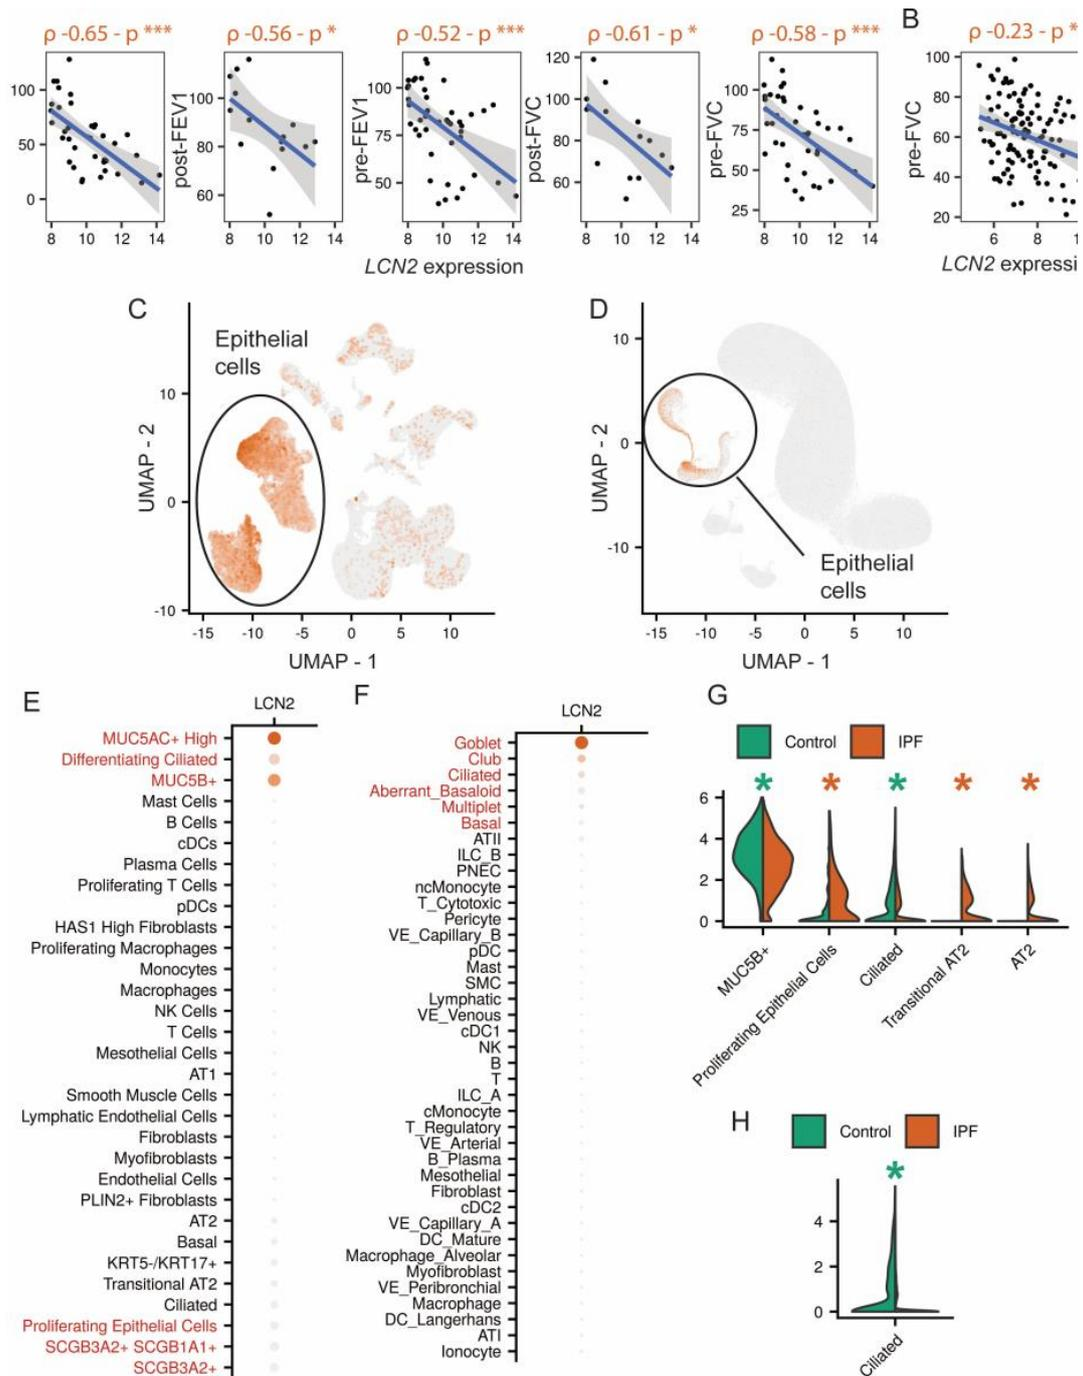 ρ -0.65 - p ***
ρ -0.56 - p *
ρ -0.52 - p ***
ρ -0.61 - p *
ρ -0.58 - p ***
B
ρ -0.23 - p *
100
50
0
8 10 12 14
post-FEV1
100
80
60
8 10 12 14
pre-FEV1
100
75
50
8 10 12 14
post-FVC
120
100
80
60
8 10 12 14
pre-FVC
100
75
50
25
8 10 12 14
pre-FVC
100
80
60
40
20
6 8
LCN2 expression
LCN2 expressi
C
Epithelial
cells
UMAP - 2
10
0
-10
-15 -10 -5 0 5 10
UMAP - 1
D
UMAP - 2
10
0
-10
Epithelial
cells
-15 -10 -5 0 5 10
UMAP - 1
E
LCN2
MUC5AC+ High
Differentiating Ciliated
MUC5B+
Mast Cells
B Cells
cDCs
Plasma Cells
Proliferating T Cells
pDCs
HAS1 High Fibroblasts
Proliferating Macrophages
Monocytes
Macrophages
NK Cells
T Cells
Mesothelial Cells
AT1
Smooth Muscle Cells
Lymphatic Endothelial Cells
Fibroblasts
Myofibroblasts
Endothelial Cells
PLIN2+ Fibroblasts
AT2
Basal
KRT5-/KRT17+
Transitional AT2
Ciliated
Proliferating Epithelial Cells
SCGB3A2+ SCGB1A1+
SCGB3A2+
F
LCN2
Goblet
Club
Ciliated
Aberrant_Basaloid
Multiplet
Basal
ATII
ILC_B
PNEC
ncMonocyte
T_Cytotoxic
Pericyte
VE_Capillary_B
pDC
Mast
SMC
Lymphatic
VE_Venous
cDC1
NK
B
T
ILC_A
cMonocyte
T_Regulatory
VE_Arterial
B_Plasma
Mesothelial
Fibroblast
cDC2
VE_Capillary_A
DC_Mature
Macrophage_Alveolar
Myofibroblast
VE_Peribronchial
Macrophage
DC_Langerhans
ATI
Ionocyte
G
Control IPF
* * * * *
6
4
2
0
MUC5B+
Proliferating Epithelial Cells
Ciliated
Transitional AT2
AT2
H
Control IPF
*
4
2
0
Ciliated